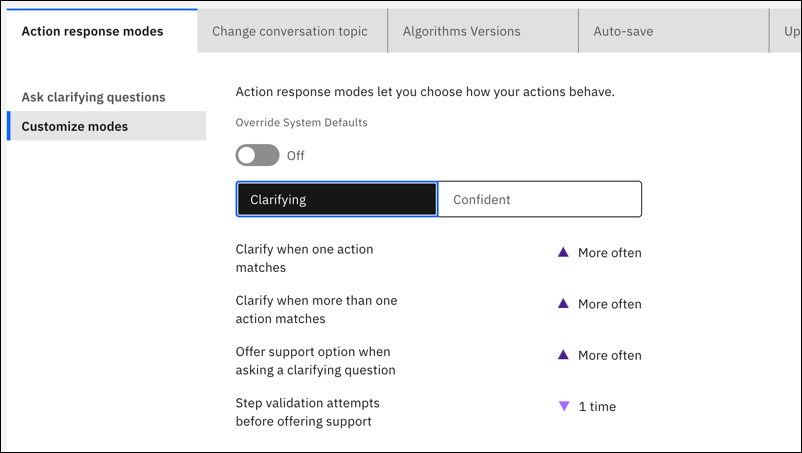 Action response modes
Change conversation topic
Algorithms Versions
Auto-save
Up
Ask clarifying questions
Customize modes
Action response modes let you choose how your actions behave.
Override System Defaults
Off
Clarifying
Confident
Clarify when one action
matches
More often
Clarify when more than one
action matches
More often
Offer support option when
asking a clarifying question
More often
Step validation attempts
before offering support
1 time